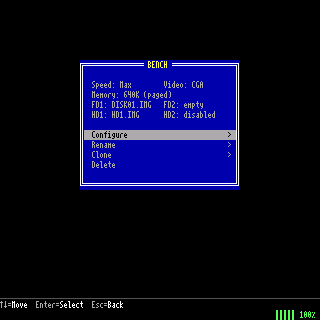 BENCH
Speed: Max Video: CGA
Memory: 640K (paged)
FD1: DISK01.IMG FD2: empty
HD1: HD1.IMG HD2: disabled
Configure >
Rename >
Clone >
Delete
↑↓=Move Enter=Select Esc=Back
100%